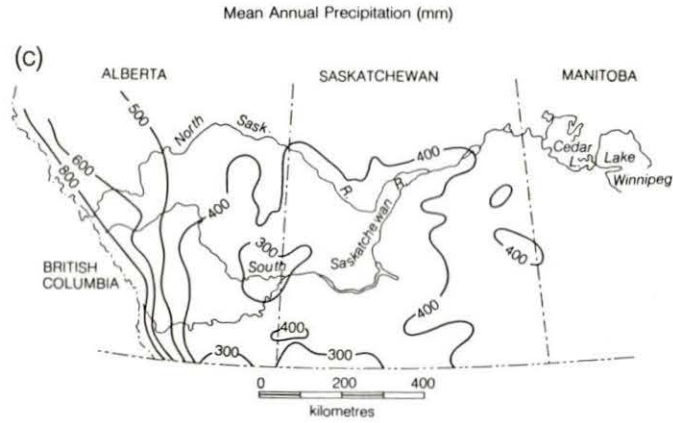 Mean Annual Precipitation (mm)
(c)
ALBERTA
SASKATCHEWAN
MANITOBA
500
North Sask. R.
600
800
400
Cedar L.
Lake Winnipeg
400
300
South Saskatchewan R.
400
BRITISH COLUMBIA
400
400
300
300
0 200 400
kilometres